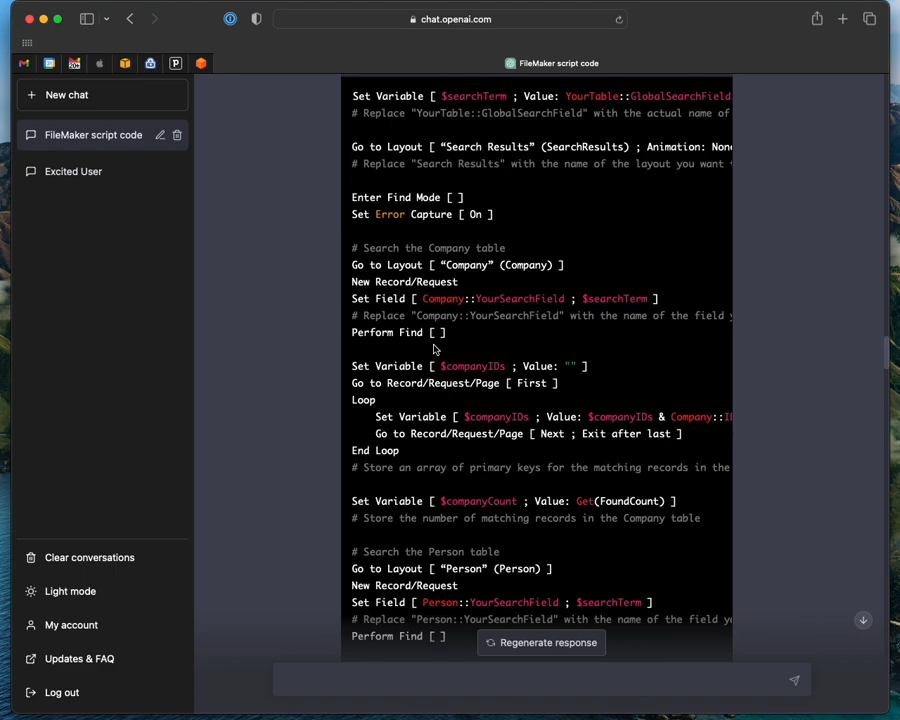 chat.openai.com
20+
P
FileMaker script code
+ New chat
FileMaker script code
Excited User
Clear conversations
Light mode
My account
Updates & FAQ
Log out
Set Variable [ $searchTerm ; Value: YourTable::GlobalSearchField
# Replace "YourTable::GlobalSearchField" with the actual name of
Go to Layout [ “Search Results” (SearchResults) ; Animation: None
# Replace "Search Results" with the name of the layout you want
Enter Find Mode [ ]
Set Error Capture [ On ]
# Search the Company table
Go to Layout [ “Company” (Company) ]
New Record/Request
Set Field [ Company::YourSearchField ; $searchTerm ]
# Replace "Company::YourSearchField" with the name of the field y
Perform Find [ ]
Set Variable [ $companyIDs ; Value: "" ]
Go to Record/Request/Page [ First ]
Loop
Set Variable [ $companyIDs ; Value: $companyIDs & Company::ID
Go to Record/Request/Page [ Next ; Exit after last ]
End Loop
# Store an array of primary keys for the matching records in the
Set Variable [ $companyCount ; Value: Get(FoundCount) ]
# Store the number of matching records in the Company table
# Search the Person table
Go to Layout [ “Person” (Person) ]
New Record/Request
Set Field [ Person::YourSearchField ; $searchTerm ]
# Replace "Person::YourSearchField" with the name of the field yo
Perform Find [ ]
Regenerate response